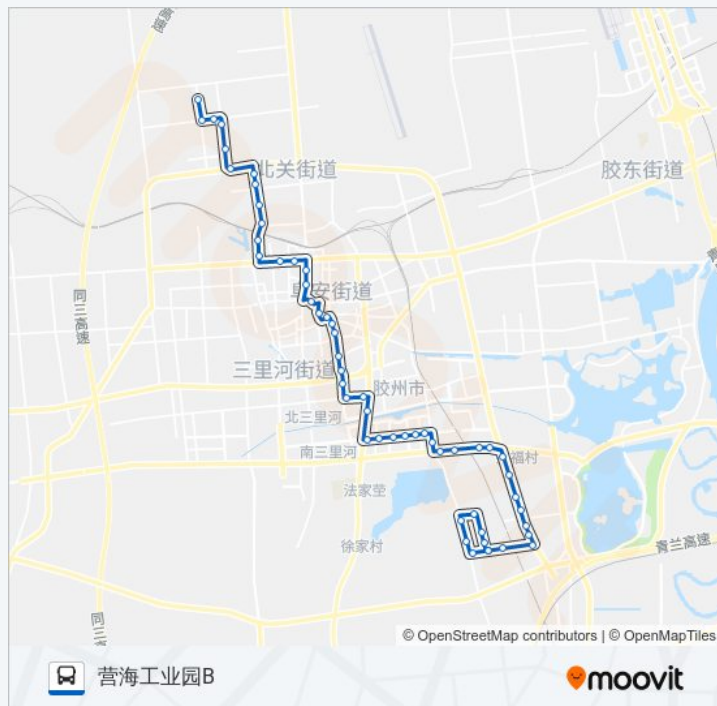 高速
北关街道
胶东街道
阜安街道
同三高速
三里河街道
胶州市
北三里河
南三里河
福村
法家茔
徐家村
青兰高速
© OpenStreetMap contributors | © OpenMapTiles
营海工业园B
moovit